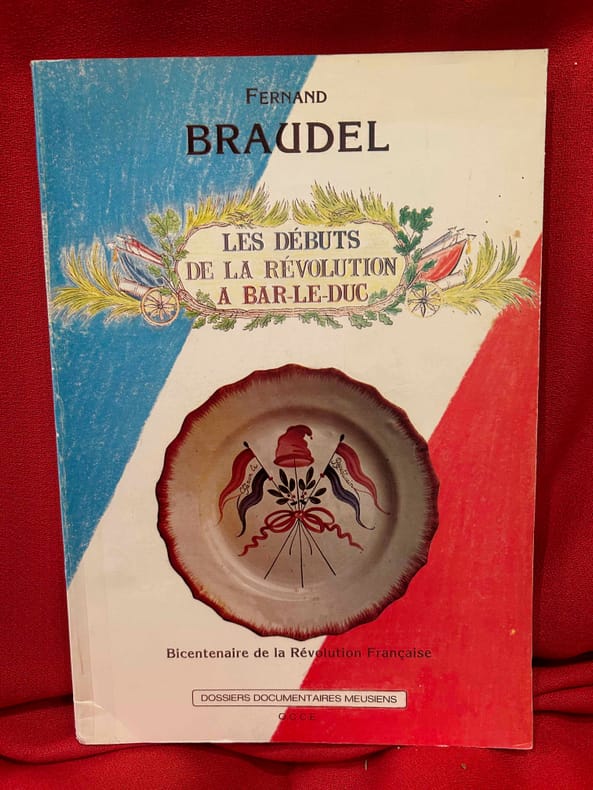 FERNAND
BRAUDEL
LES DÉBUTS
DE LA RÉVOLUTION
A BAR-LE-DUC
Bicentenaire de la Révolution Française
DOSSIERS DOCUMENTAIRES MEUSIENS